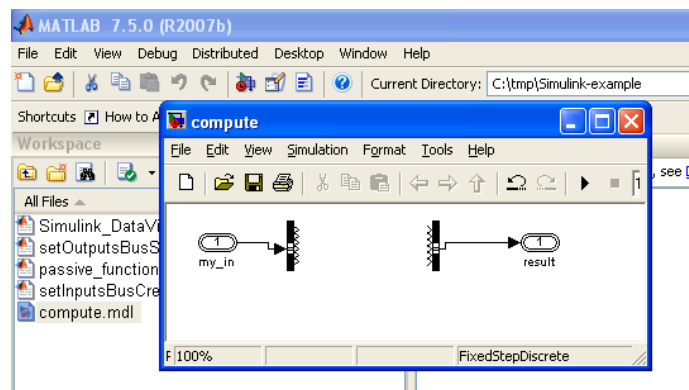 MATLAB 7.5.0 (R2007b)
File Edit View Debug Distributed Desktop Window Help
Current Directory: C:\tmp\Simulink-example
Shortcuts How to A
compute
Workspace
File Edit View Simulation Format Tools Help
, see
1
All Files
Simulink_DataVi
setOutputsBusS
passive_function
setInputsBusCre
compute.mdl
1 1
my_in result
F 100% FixedStepDiscrete